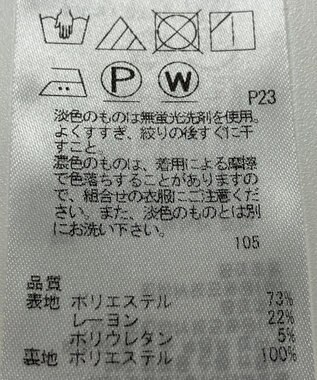 P W
P23
淡色のものは無蛍光洗剤を使用。
よくすすぎ、絞りの後すぐに干
すこと。
濃色のものは、着用による摩擦
で色落ちすることがありますの
で、組合せの衣服にご注意くださ
い。また、淡色のものとは別
にお洗い下さい。
105
品質
表地 ポリエステル 73%
レーヨン 22%
ポリウレタン 5%
裏地 ポリエステル 100%